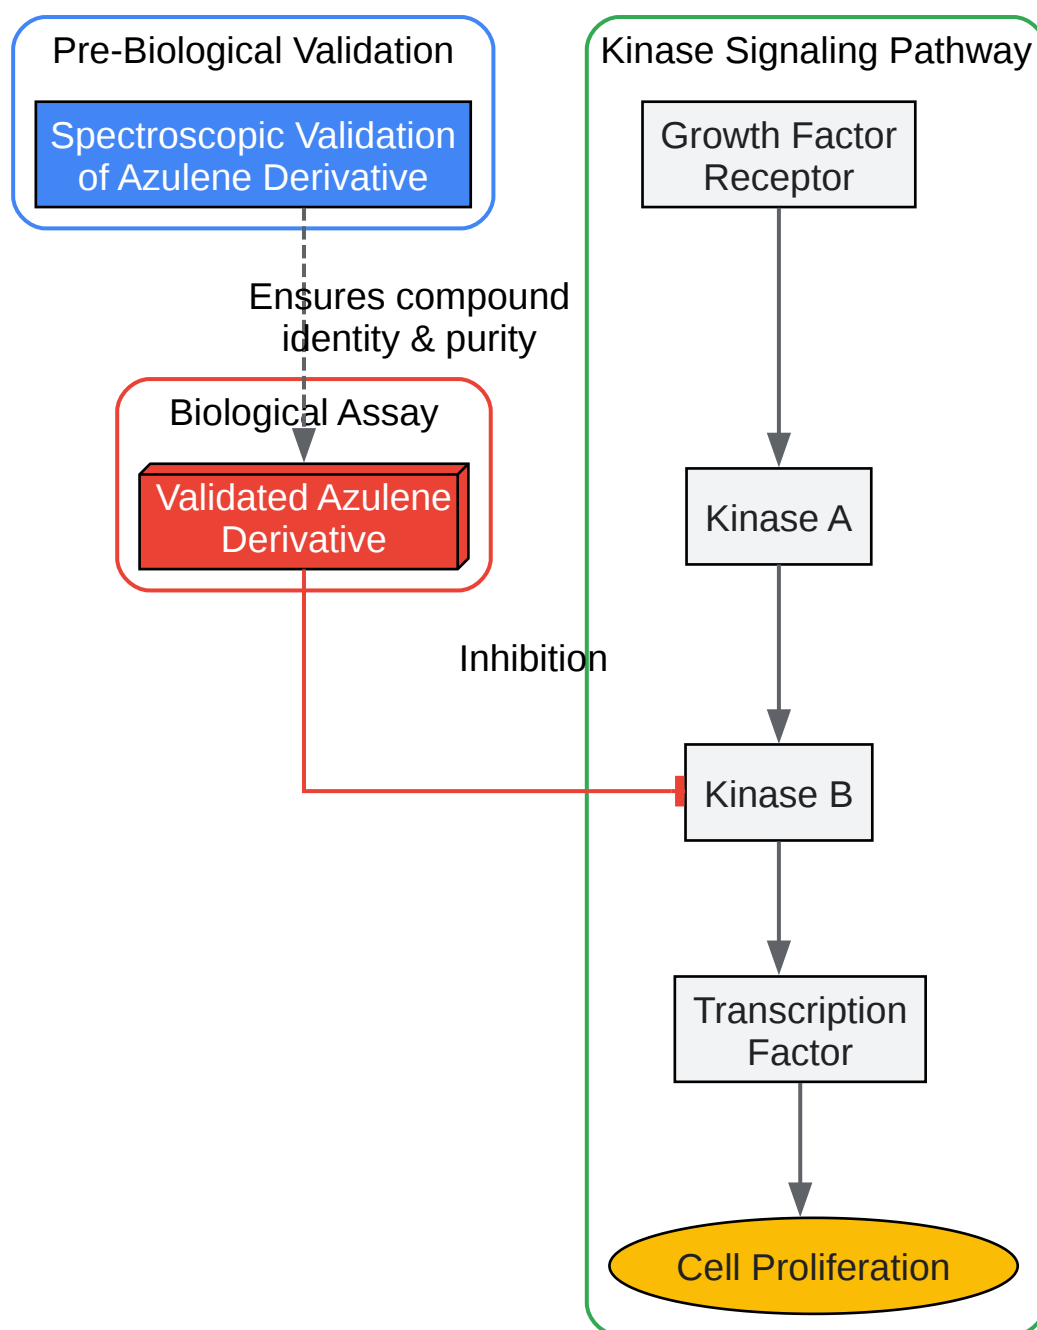 Pre-Biological Validation
Spectroscopic Validation
of Azulene Derivative
Ensures compound
identity & purity
Biological Assay
Validated Azulene
Derivative
Inhibition
Kinase Signaling Pathway
Growth Factor
Receptor
Kinase A
Kinase B
Transcription
Factor
Cell Proliferation